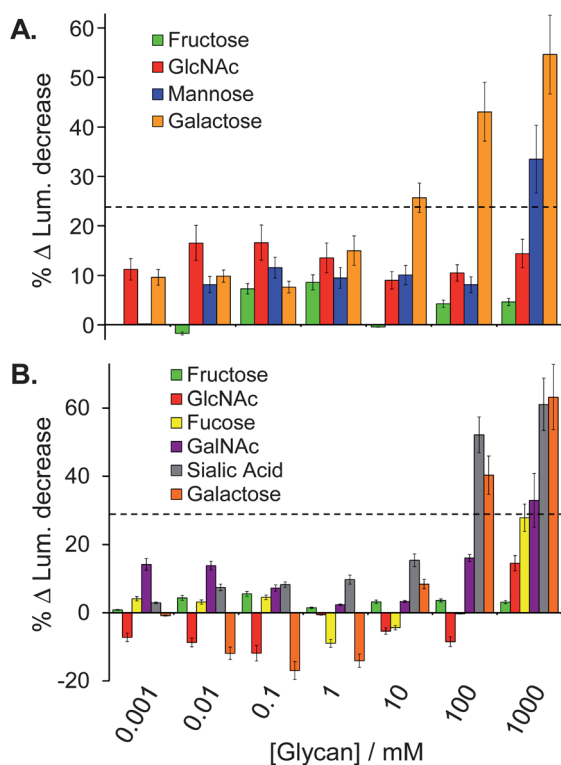 A.
60
50
40
30
20
10
0
% Δ Lum. decrease
Fructose
GlcNAc
Mannose
Galactose
B.
60
40
20
0
-20
% Δ Lum. decrease
Fructose
GlcNAc
Fucose
GalNAc
Sialic Acid
Galactose
0.001 0.01 0.1 1 10 100 1000
[Glycan] / mM